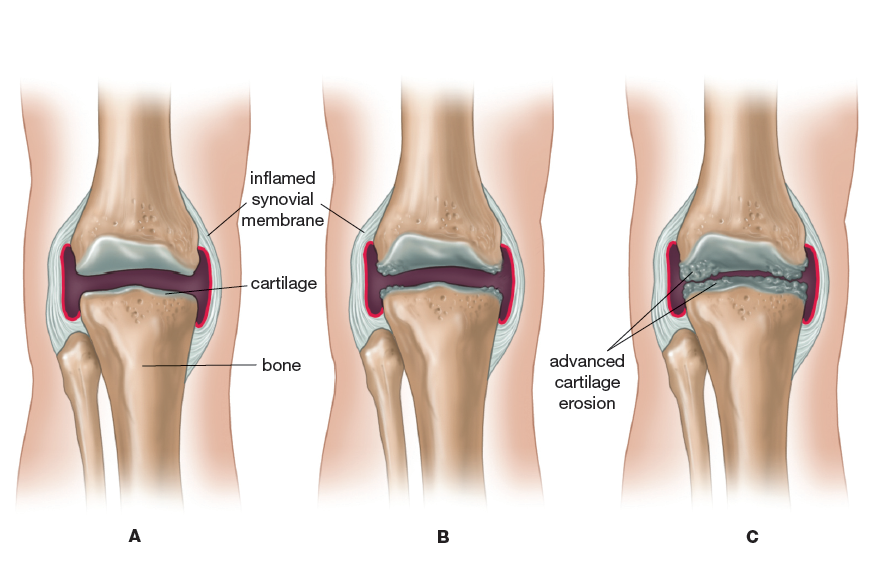 inflamed
synovial
membrane
cartilage
bone
advanced
cartilage
erosion
A
B
C